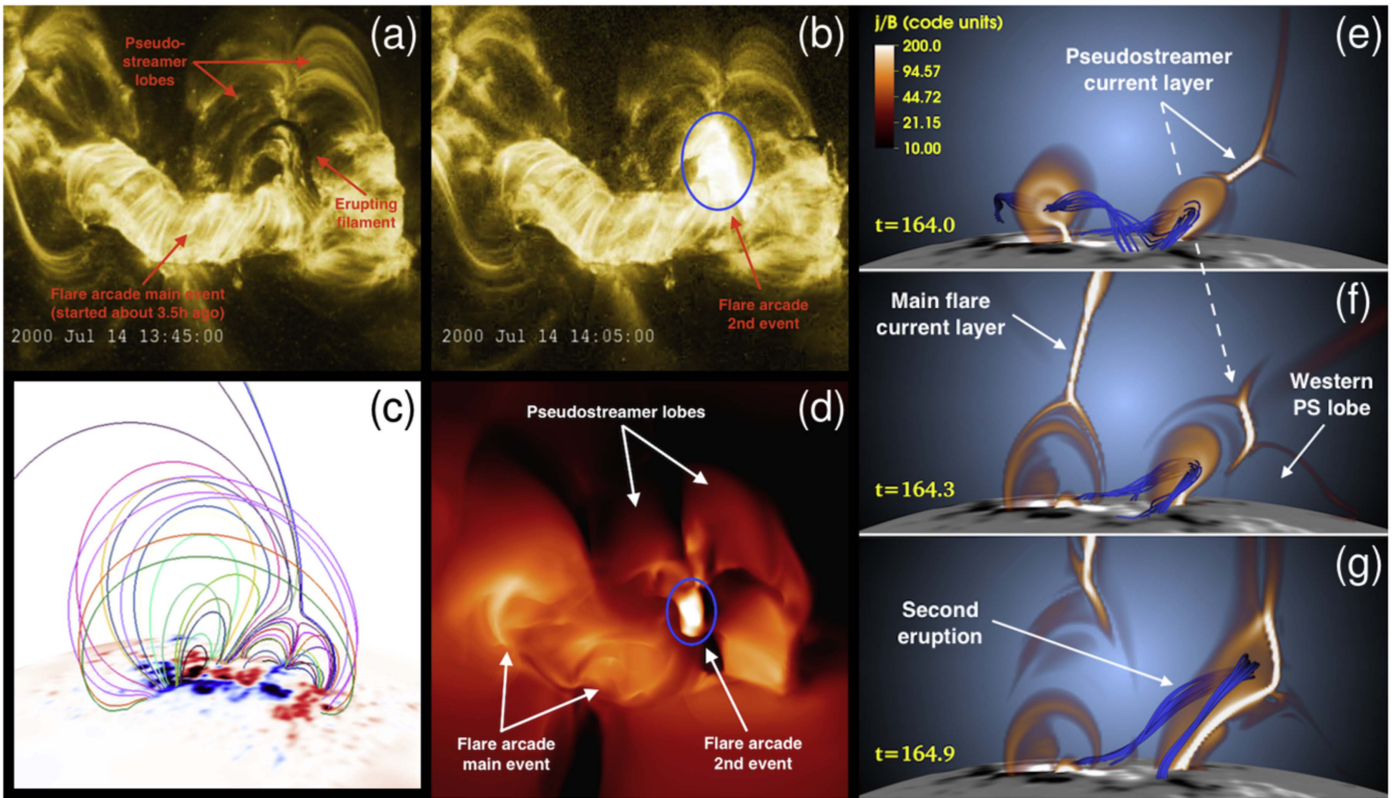 (a)
Pseudo-
streamer
lobes
Erupting
filament
Flare arcade main event
(started about 3.5h ago)
2000 Jul 14 13:45:00
(b)
Flare arcade
2nd event
2000 Jul 14 14:05:00
(c)
(d)
Pseudostreamer lobes
Flare arcade
main event
Flare arcade
2nd event
j/B (code units)
200.0
94.57
44.72
21.15
10.00
(e)
Pseudostreamer
current layer
t=164.0
(f)
Main flare
current layer
Western
PS lobe
t=164.3
(g)
Second
eruption
t=164.9